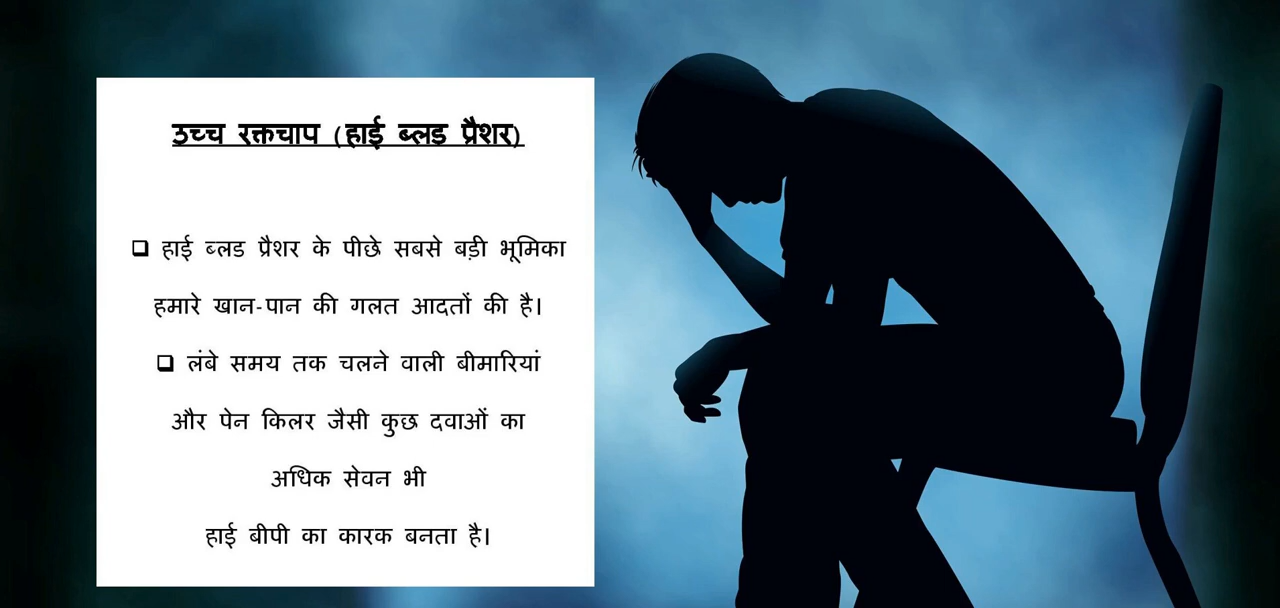 उच्च रक्तचाप (हाई ब्लड प्रैशर)
❑ हाई ब्लड प्रैशर के पीछे सबसे बड़ी भूमिका
हमारे खान-पान की गलत आदतों की है।
❑ लंबे समय तक चलने वाली बीमारियां
और पेन किलर जैसी कुछ दवाओं का
अधिक सेवन भी
हाई बीपी का कारक बनता है।